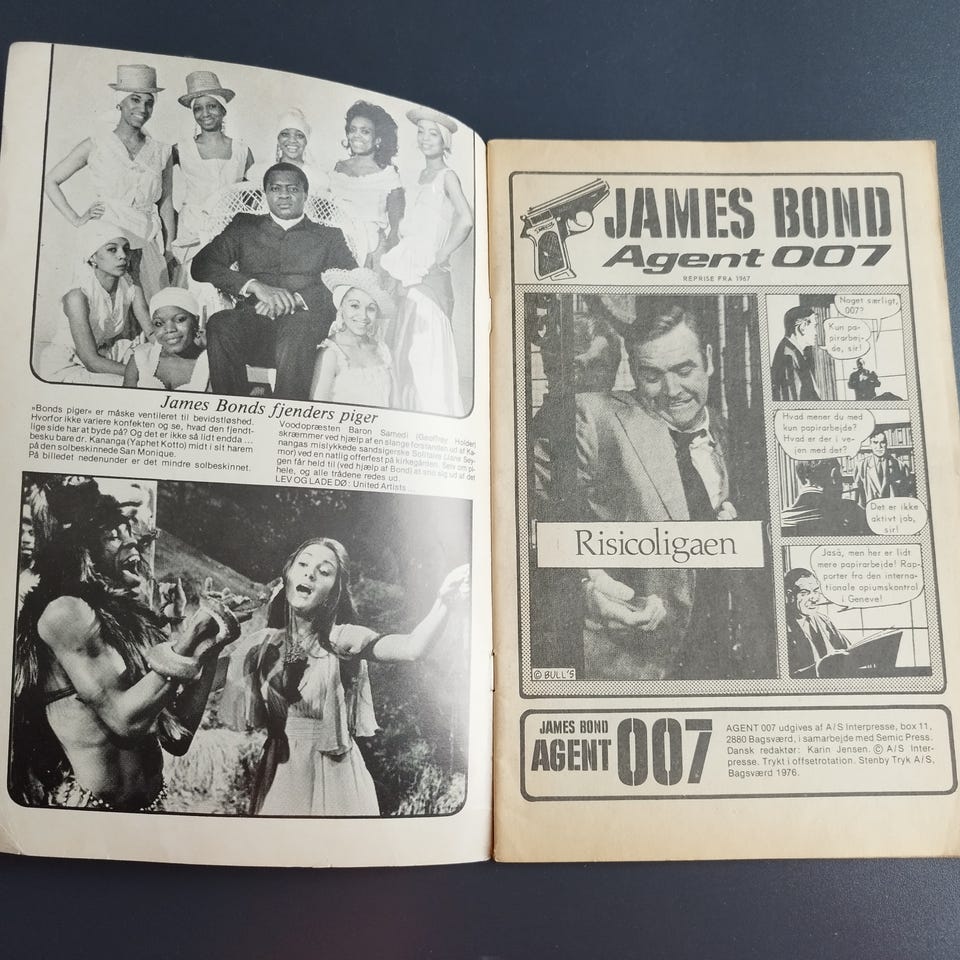 James Bonds fjenders piger
»Bonds piger« er måske ventileret til bevidstløshed.
Hvorfor ikke variere konfekten og se, hvad den fjendt-
lige side har at byde på? Og det er ikke så lidt endda ...
besku bare dr. Kananga (Yaphet Kotto) midt i sit harem
på den solbeskinnede San Monique.
På billedet nedenunder er det mindre solbeskinnet.
Voodopræsten Baron Samedi (Geoffrey Holder)
skræmmer ved hjælp af en slange forstanden ud af Ka-
nangas mislykkede sandsigerske Solitaire (Jane Sey-
mor) ved en natlig offerfest på kirkegården. Selv om pi-
gen får held til (ved hjælp af Bond) at sno sig ud af det
hele, og alle trådene redes ud.
LEV OG LADE DØ: United Artists
JAMES BOND
Agent 007
REPRISE FRA 1967
Risicoligaen
© BULL'S
Noget særligt,
007?
Kun pa-
pirarbej-
de, sir!
Hvad mener du med
kun papirarbejde?
Hvad er der i ve-
jen med det?
Det er ikke
aktivt job,
sir!
Jaså, men her er lidt
mere papirarbejde! Rap-
porter fra den interna-
tionale opiumskontrol
i Geneve!
JAMES BOND
AGENT 007
AGENT 007 udgives af A/S Interpresse, box 11,
2880 Bagsværd, i samarbejde med Semic Press.
Dansk redaktør: Karin Jensen. © A/S Inter-
presse. Trykt i offsetrotation. Stenby Tryk A/S,
Bagsværd 1976.